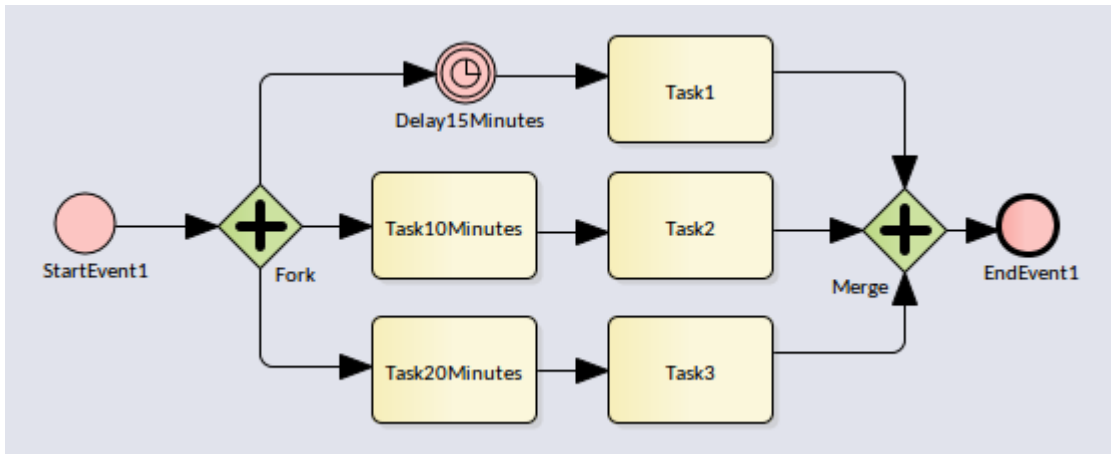 Delay15Minutes
Task1
StartEvent1
Fork
Task10Minutes
Task2
Merge
EndEvent1
Task20Minutes
Task3